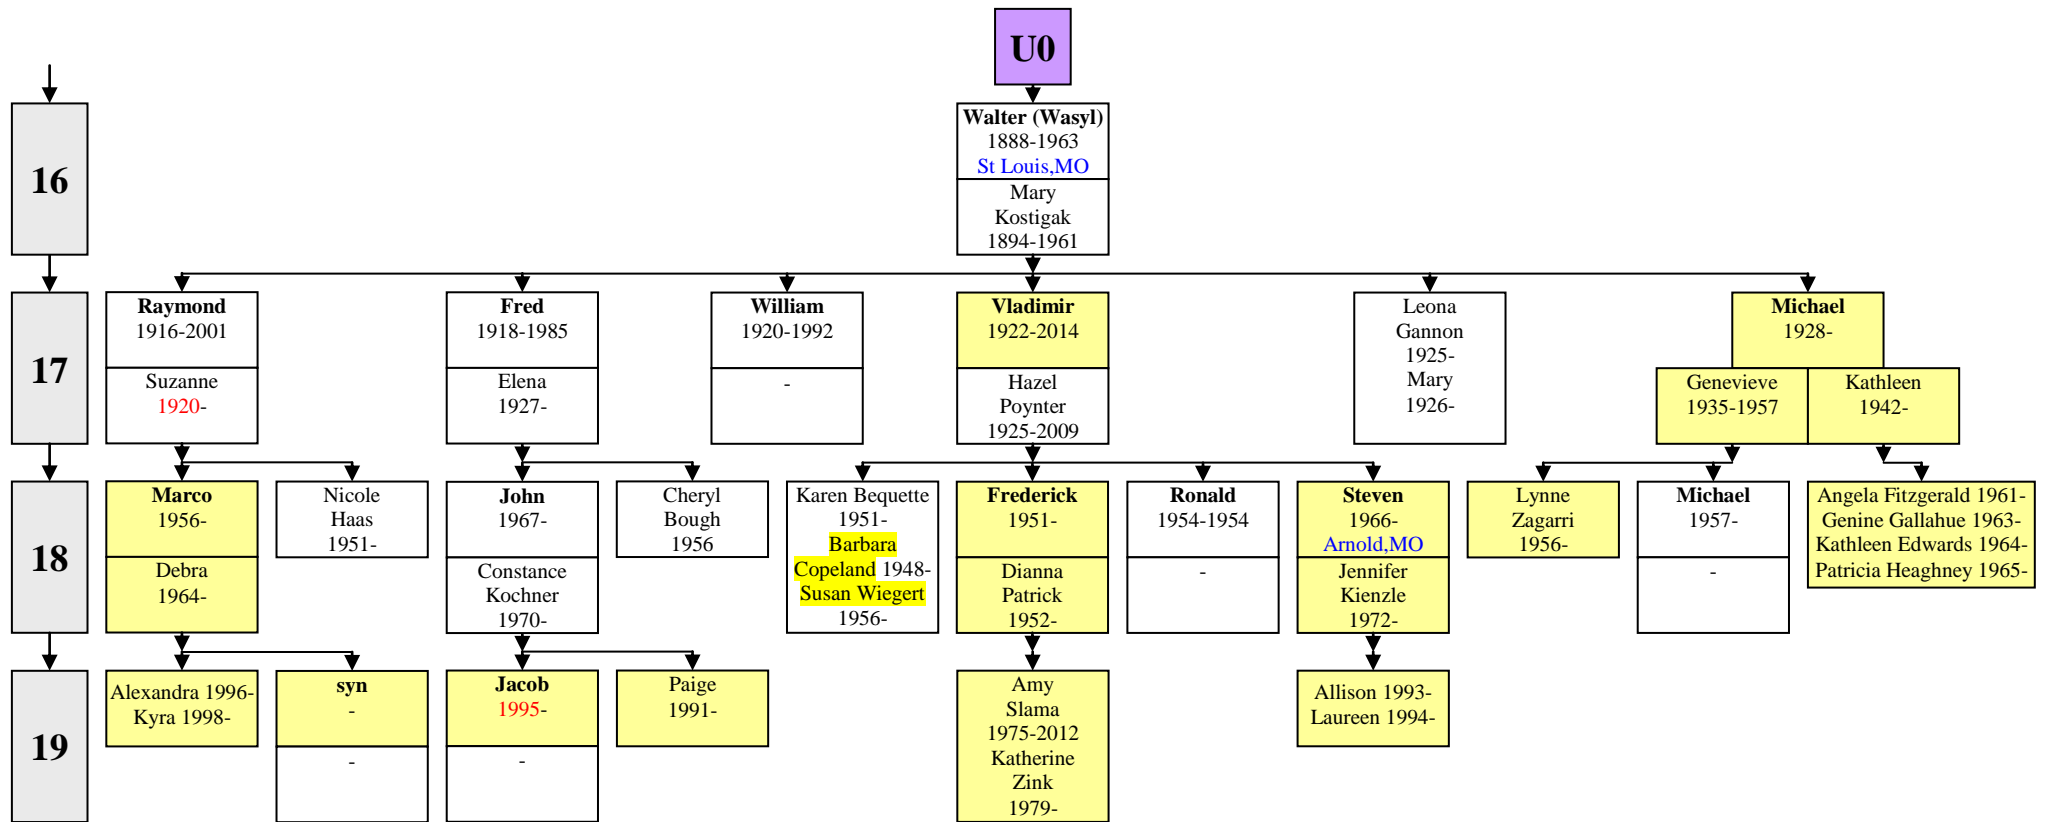 U0
16
Walter (Wasyl)
1888-1963
St Louis,MO
Mary
Kostigak
1894-1961
17
Raymond
1916-2001
Suzanne
1920-
Fred
1918-1985
Elena
1927-
William
1920-1992
-
Vladimir
1922-2014
Hazel
Poynter
1925-2009
Leona
Gannon
1925-
Mary
1926-
Michael
1928-
Genevieve
1935-1957
Kathleen
1942-
18
Marco
1956-
Debra
1964-
Nicole
Haas
1951-
John
1967-
Constance
Kochner
1970-
Cheryl
Bough
1956
Karen Bequette
1951-
Barbara
Copeland 1948-
Susan Wiegert
1956-
Frederick
1951-
Dianna
Patrick
1952-
Ronald
1954-1954
-
Steven
1966-
Arnold,MO
Jennifer
Kienzle
1972-
Lynne
Zagarri
1956-
Michael
1957-
-
Angela Fitzgerald 1961-
Genine Gallahue 1963-
Kathleen Edwards 1964-
Patricia Heaghney 1965-
19
Alexandra 1996-
Kyra 1998-
syn
-
-
Jacob
1995-
-
Paige
1991-
Amy
Slama
1975-2012
Katherine
Zink
1979-
Allison 1993-
Laureen 1994-